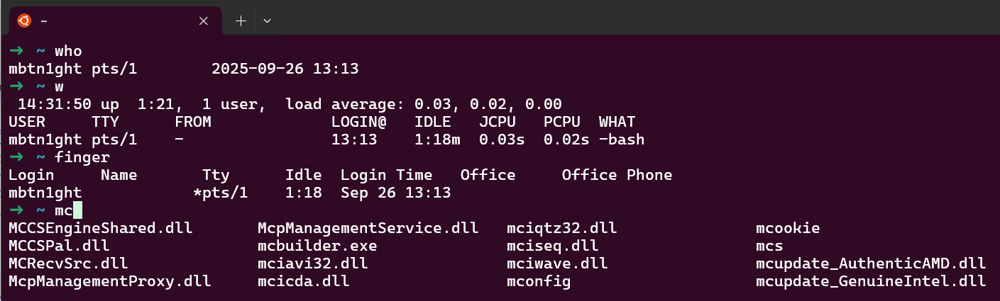 ~
➜ ~ who
mbtn1ght pts/1        2025-09-26 13:13
➜ ~ w
 14:31:50 up  1:21,  1 user,  load average: 0.03, 0.02, 0.00
USER     TTY      FROM             LOGIN@   IDLE   JCPU   PCPU  WHAT
mbtn1ght pts/1    -                13:13    1:18m  0.03s  0.02s -bash
➜ ~ finger
Login     Name       Tty      Idle  Login Time   Office     Office Phone
mbtn1ght            *pts/1    1:18  Sep 26 13:13
➜ ~ mc
MCCSEngineShared.dll       McpManagementService.dll   mciqtz32.dll               mcookie
MCCSPal.dll                mcbuilder.exe              mciseq.dll                 mcs
MCRecvSrc.dll              mciavi32.dll               mciwave.dll                mcupdate_AuthenticAMD.dll
McpManagementProxy.dll     mcicda.dll                 mconfig                    mcupdate_GenuineIntel.dll